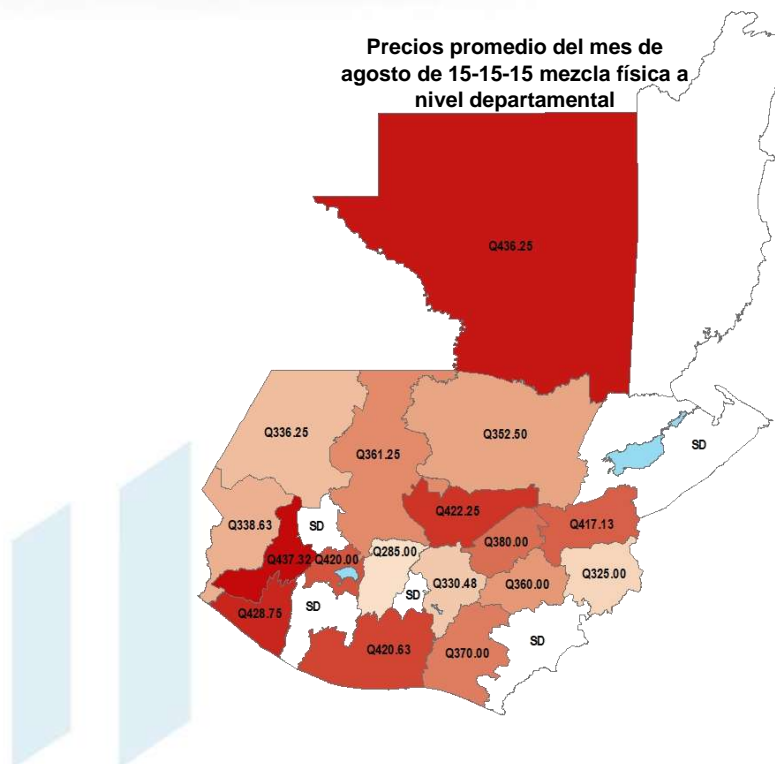 Precios promedio del mes de
agosto de 15-15-15 mezcla física a
nivel departamental
Q436.25
Q336.25
Q352.50
Q361.25
SD
Q338.63
SD
Q422.25
Q417.13
Q380.00
Q285.00
Q437.32
Q420.00
Q330.48
Q360.00
Q325.00
SD
SD
Q428.75
SD
Q420.63
Q370.00